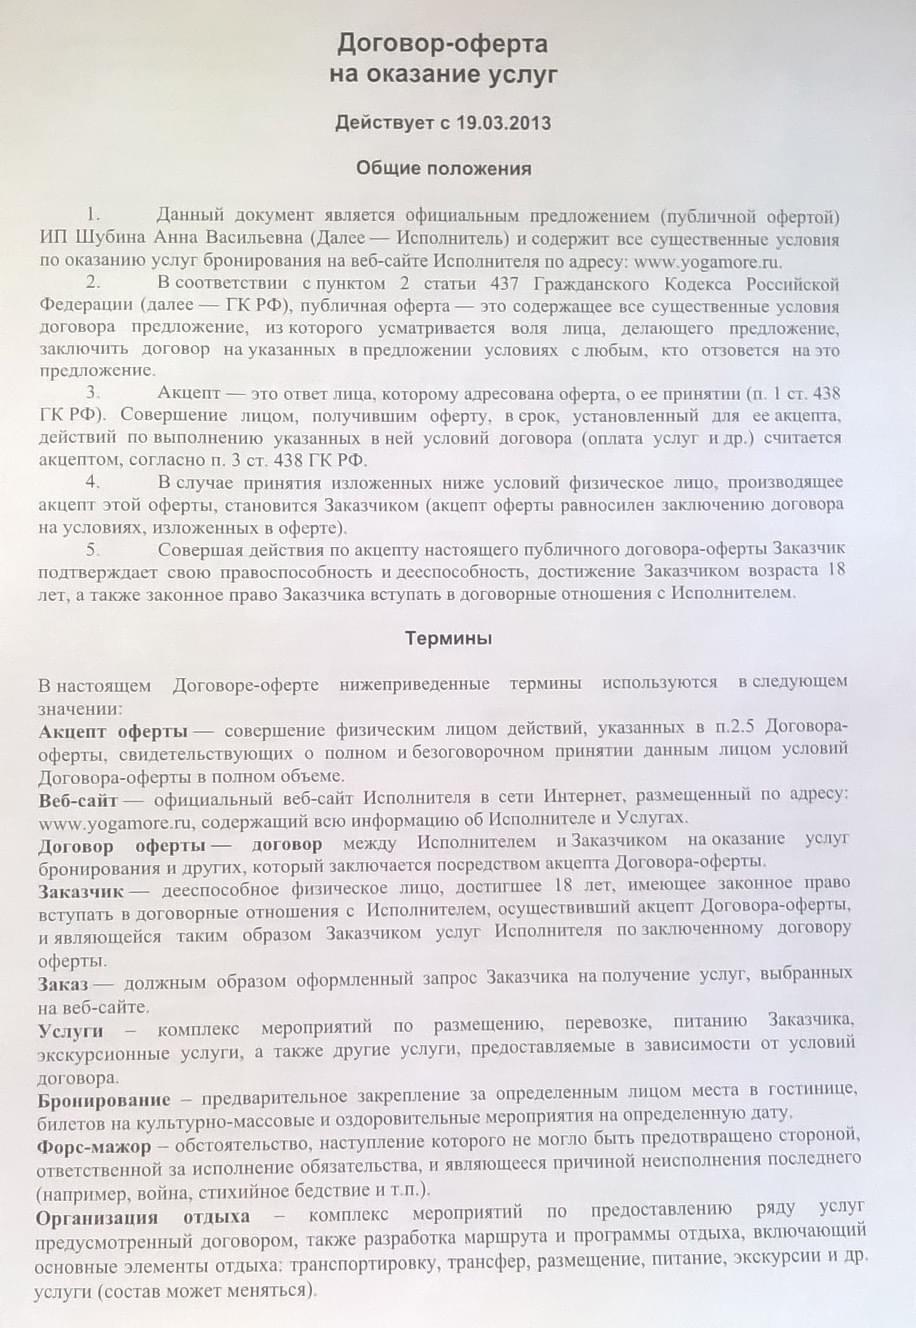 Договор-оферта
на оказание услуг
Действует с 19.03.2013
Общие положения
1. Данный документ является официальным предложением (публичной офертой)
ИП Шубина Анна Васильевна (Далее — Исполнитель) и содержит все существенные условия
по оказанию услуг бронирования на веб-сайте Исполнителя по адресу: www.yogamore.ru.
2. В соответствии с пунктом 2 статьи 437 Гражданского Кодекса Российской
Федерации (далее — ГК РФ), публичная оферта — это содержащее все существенные условия
договора предложение, из которого усматривается воля лица, делающего предложение,
заключить договор на указанных в предложении условиях с любым, кто отзовется на это
предложение.
3. Акцепт — это ответ лица, которому адресована оферта, о ее принятии (п. 1 ст. 438
ГК РФ). Совершение лицом, получившим оферту, в срок, установленный для ее акцепта,
действий по выполнению указанных в ней условий договора (оплата услуг и др.) считается
акцептом, согласно п. 3 ст. 438 ГК РФ.
4. В случае принятия изложенных ниже условий физическое лицо, производящее
акцепт этой оферты, становится Заказчиком (акцепт оферты равносилен заключению договора
на условиях, изложенных в оферте).
5. Совершая действия по акцепту настоящего публичного договора-оферты Заказчик
подтверждает свою правоспособность и дееспособность, достижение Заказчиком возраста 18
лет, а также законное право Заказчика вступать в договорные отношения с Исполнителем.
Термины
В настоящем Договоре-оферте нижеприведенные термины используются в следующем
значении:
Акцепт оферты — совершение физическим лицом действий, указанных в п.2.5 Договора-
оферты, свидетельствующих о полном и безоговорочном принятии данным лицом условий
Договора-оферты в полном объеме.
Веб-сайт — официальный веб-сайт Исполнителя в сети Интернет, размещенный по адресу:
www.yogamore.ru, содержащий всю информацию об Исполнителе и Услугах.
Договор оферты — договор между Исполнителем и Заказчиком на оказание услуг
бронирования и других, который заключается посредством акцепта Договора-оферты.
Заказчик — дееспособное физическое лицо, достигшее 18 лет, имеющее законное право
вступать в договорные отношения с Исполнителем, осуществивший акцепт Договора-оферты,
и являющейся таким образом Заказчиком услуг Исполнителя по заключенному договору
оферты.
Заказ — должным образом оформленный запрос Заказчика на получение услуг, выбранных
на веб-сайте.
Услуги – комплекс мероприятий по размещению, перевозке, питанию Заказчика,
экскурсионные услуги, а также другие услуги, предоставляемые в зависимости от условий
договора.
Бронирование – предварительное закрепление за определенным лицом места в гостинице,
билетов на культурно-массовые и оздоровительные мероприятия на определенную дату.
Форс-мажор – обстоятельство, наступление которого не могло быть предотвращено стороной,
ответственной за исполнение обязательства, и являющееся причиной неисполнения последнего
(например, война, стихийное бедствие и т.п.).
Организация отдыха – комплекс мероприятий по предоставлению ряду услуг
предусмотренный договором, также разработка маршрута и программы отдыха, включающий
основные элементы отдыха: транспортировку, трансфер, размещение, питание, экскурсии и др.
услуги (состав может меняться).